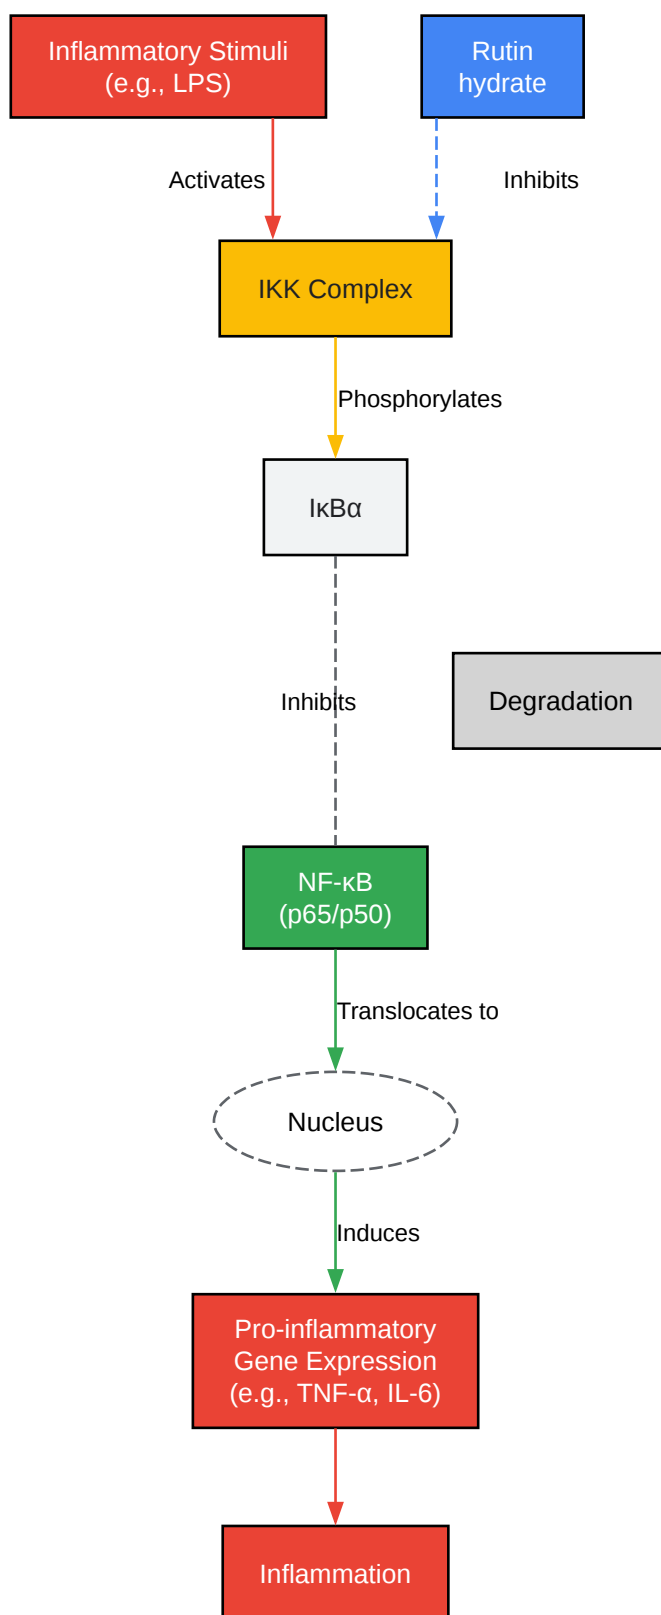 Inflammatory Stimuli
(e.g., LPS)
Rutin
hydrate
Activates
Inhibits
IKK Complex
Phosphorylates
IκBα
Inhibits
Degradation
NF-κB
(p65/p50)
Translocates to
Nucleus
Induces
Pro-inflammatory
Gene Expression
(e.g., TNF-α, IL-6)
Inflammation